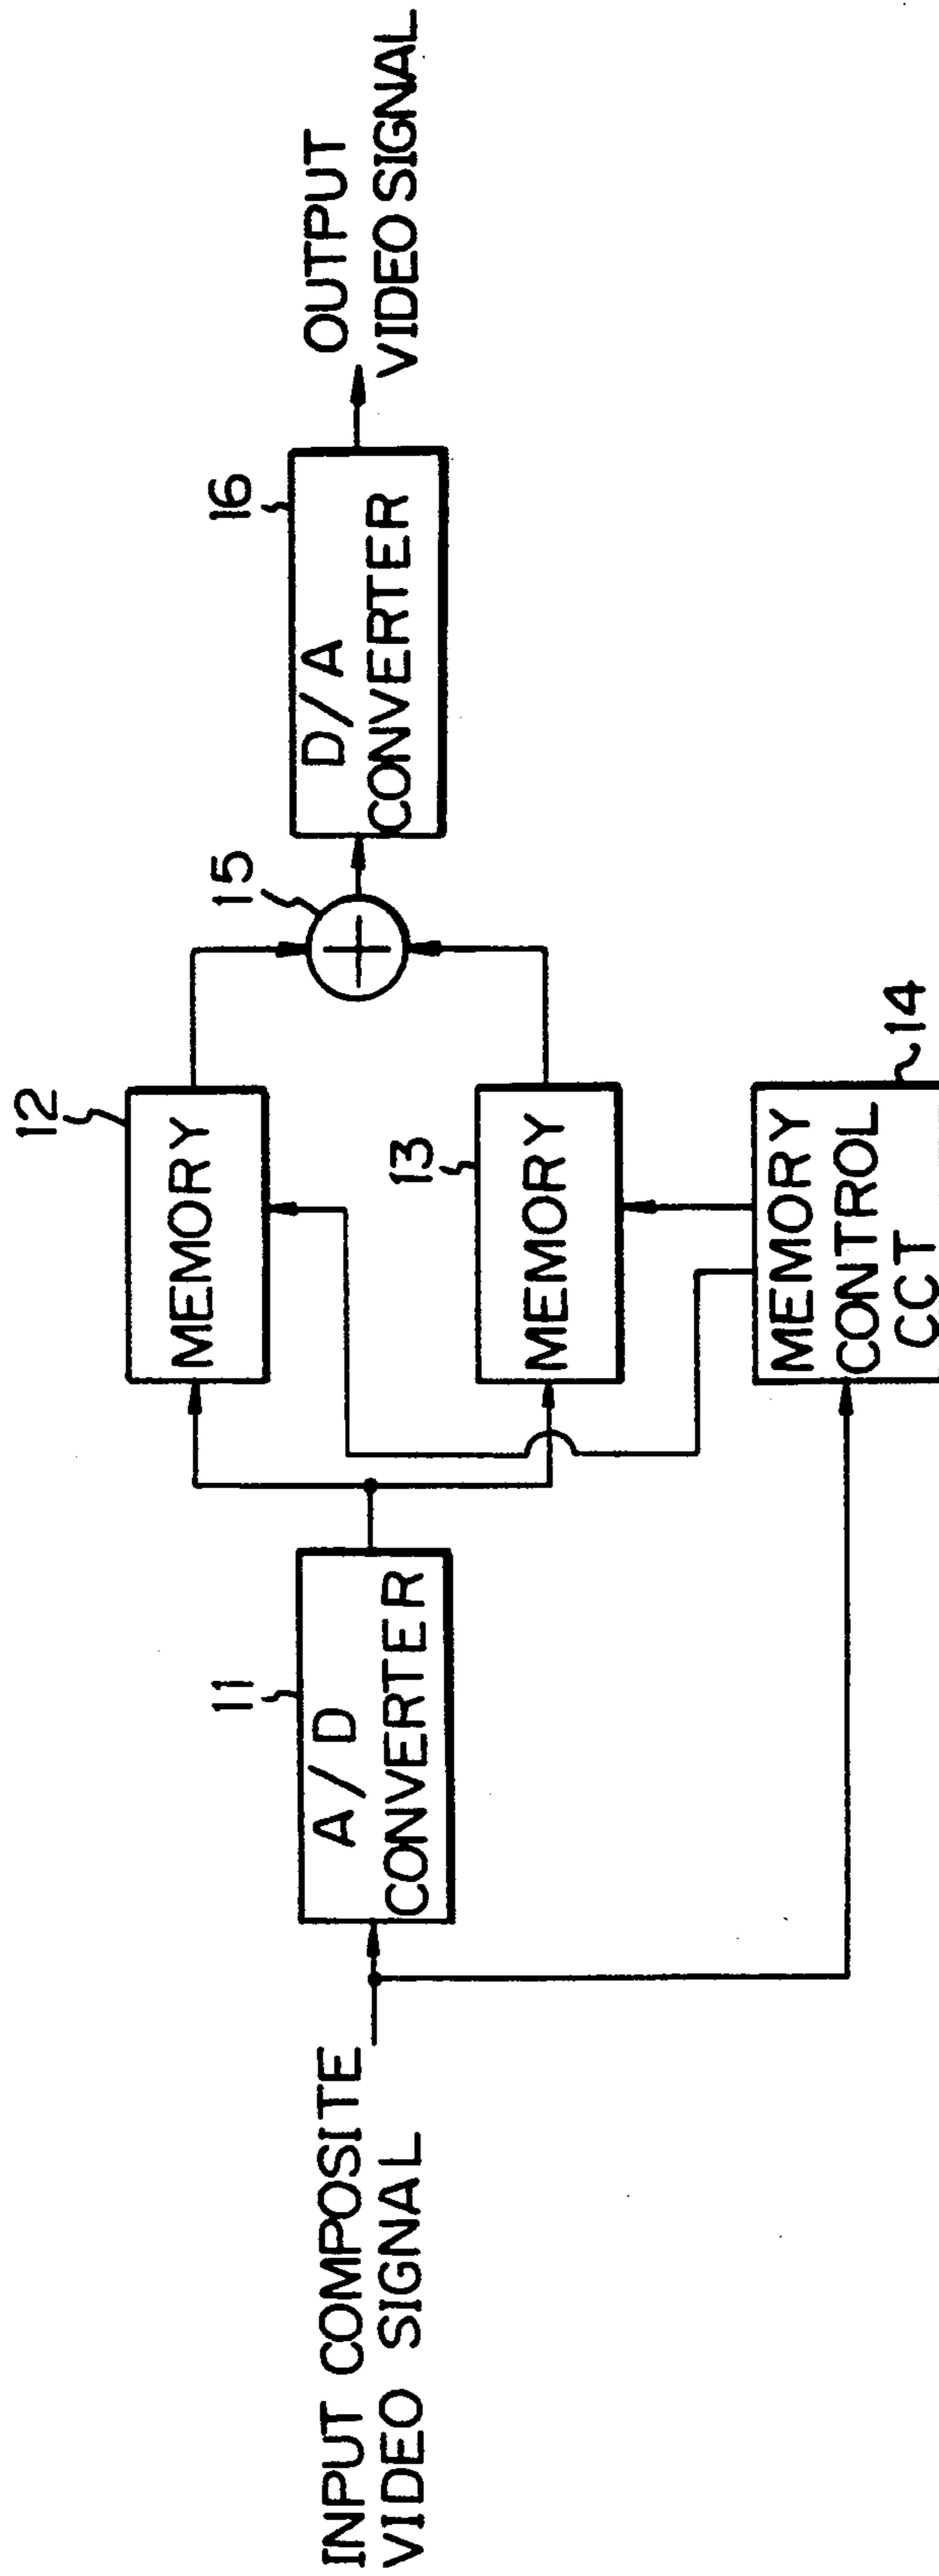 INPUT COMPOSITE
VIDEO SIGNAL
11
A/D
CONVERTER
12
MEMORY
13
MEMORY
14
MEMORY
CONTROL
CCT
15
16
D/A
CONVERTER
OUTPUT
VIDEO SIGNAL